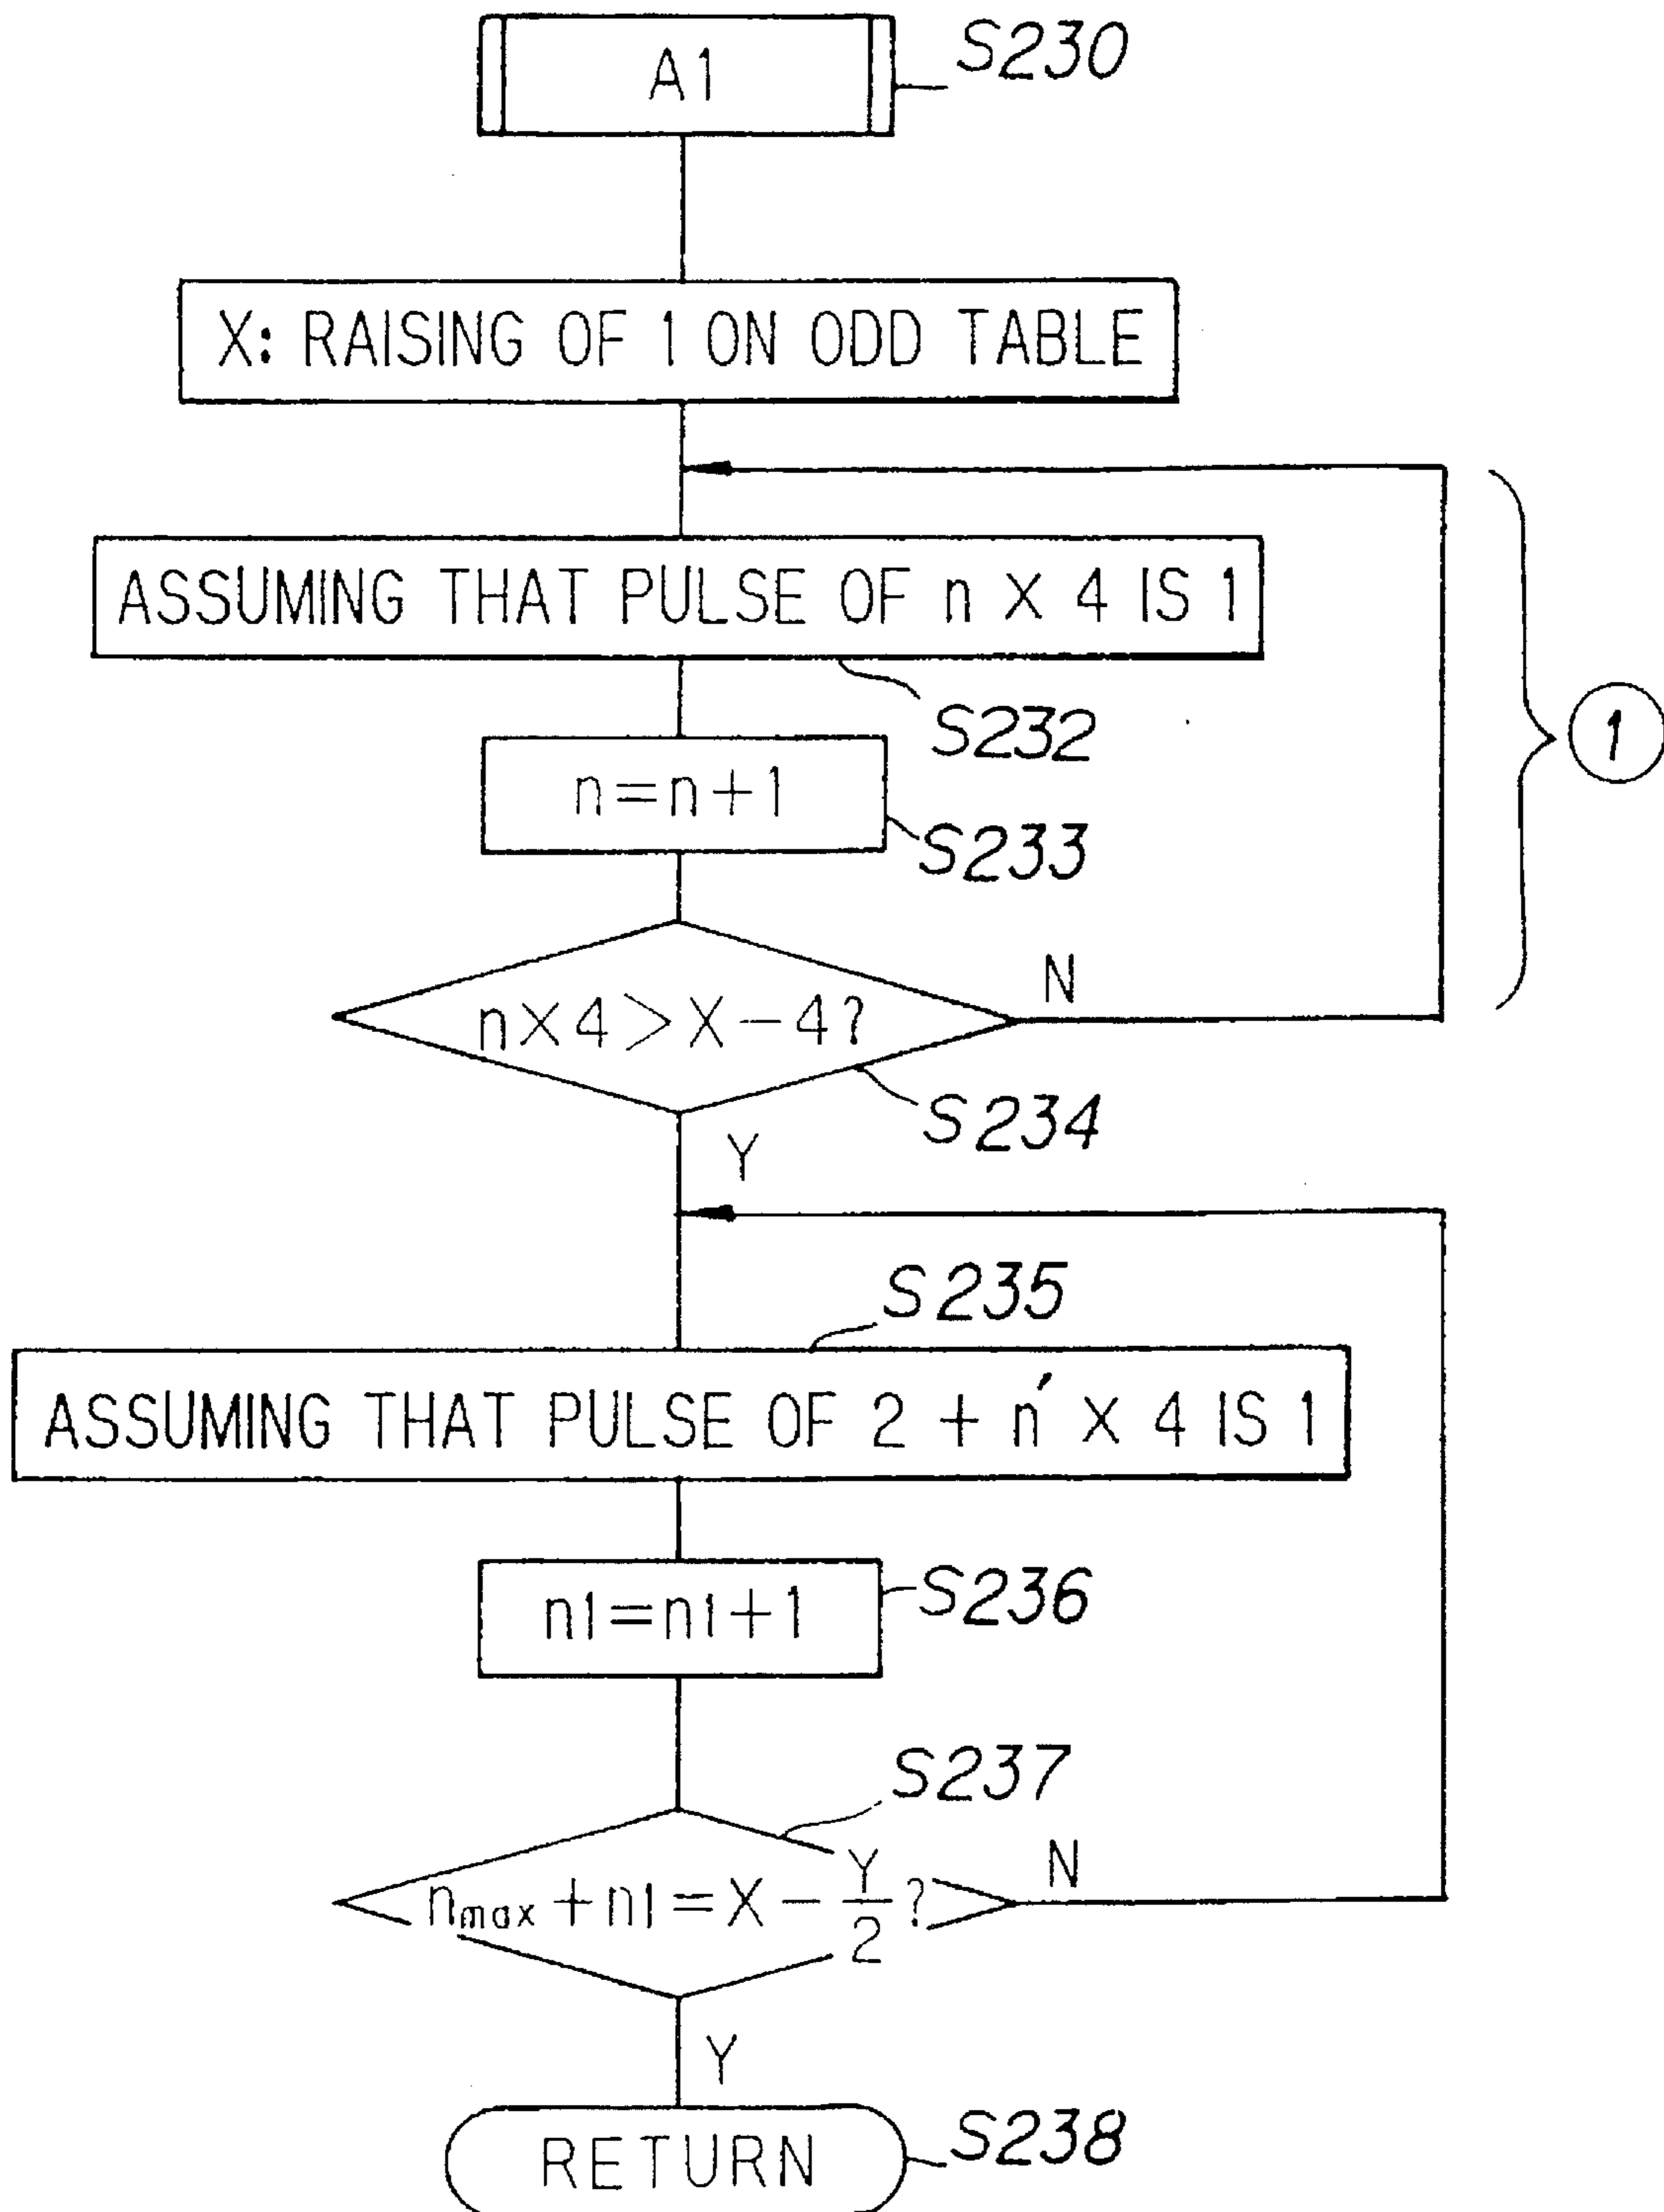 A1
S230
X: RAISING OF 1 ON ODD TABLE
ASSUMING THAT PULSE OF n X 4 IS 1
S232
1
n=n+1
S233
n×4>X-4?
N
S234
Y
S235
ASSUMING THAT PULSE OF 2 + n′ X 4 IS 1
n1=n1+1
S236
S237
nmax+n1=X-Y/2?
N
Y
RETURN
S238